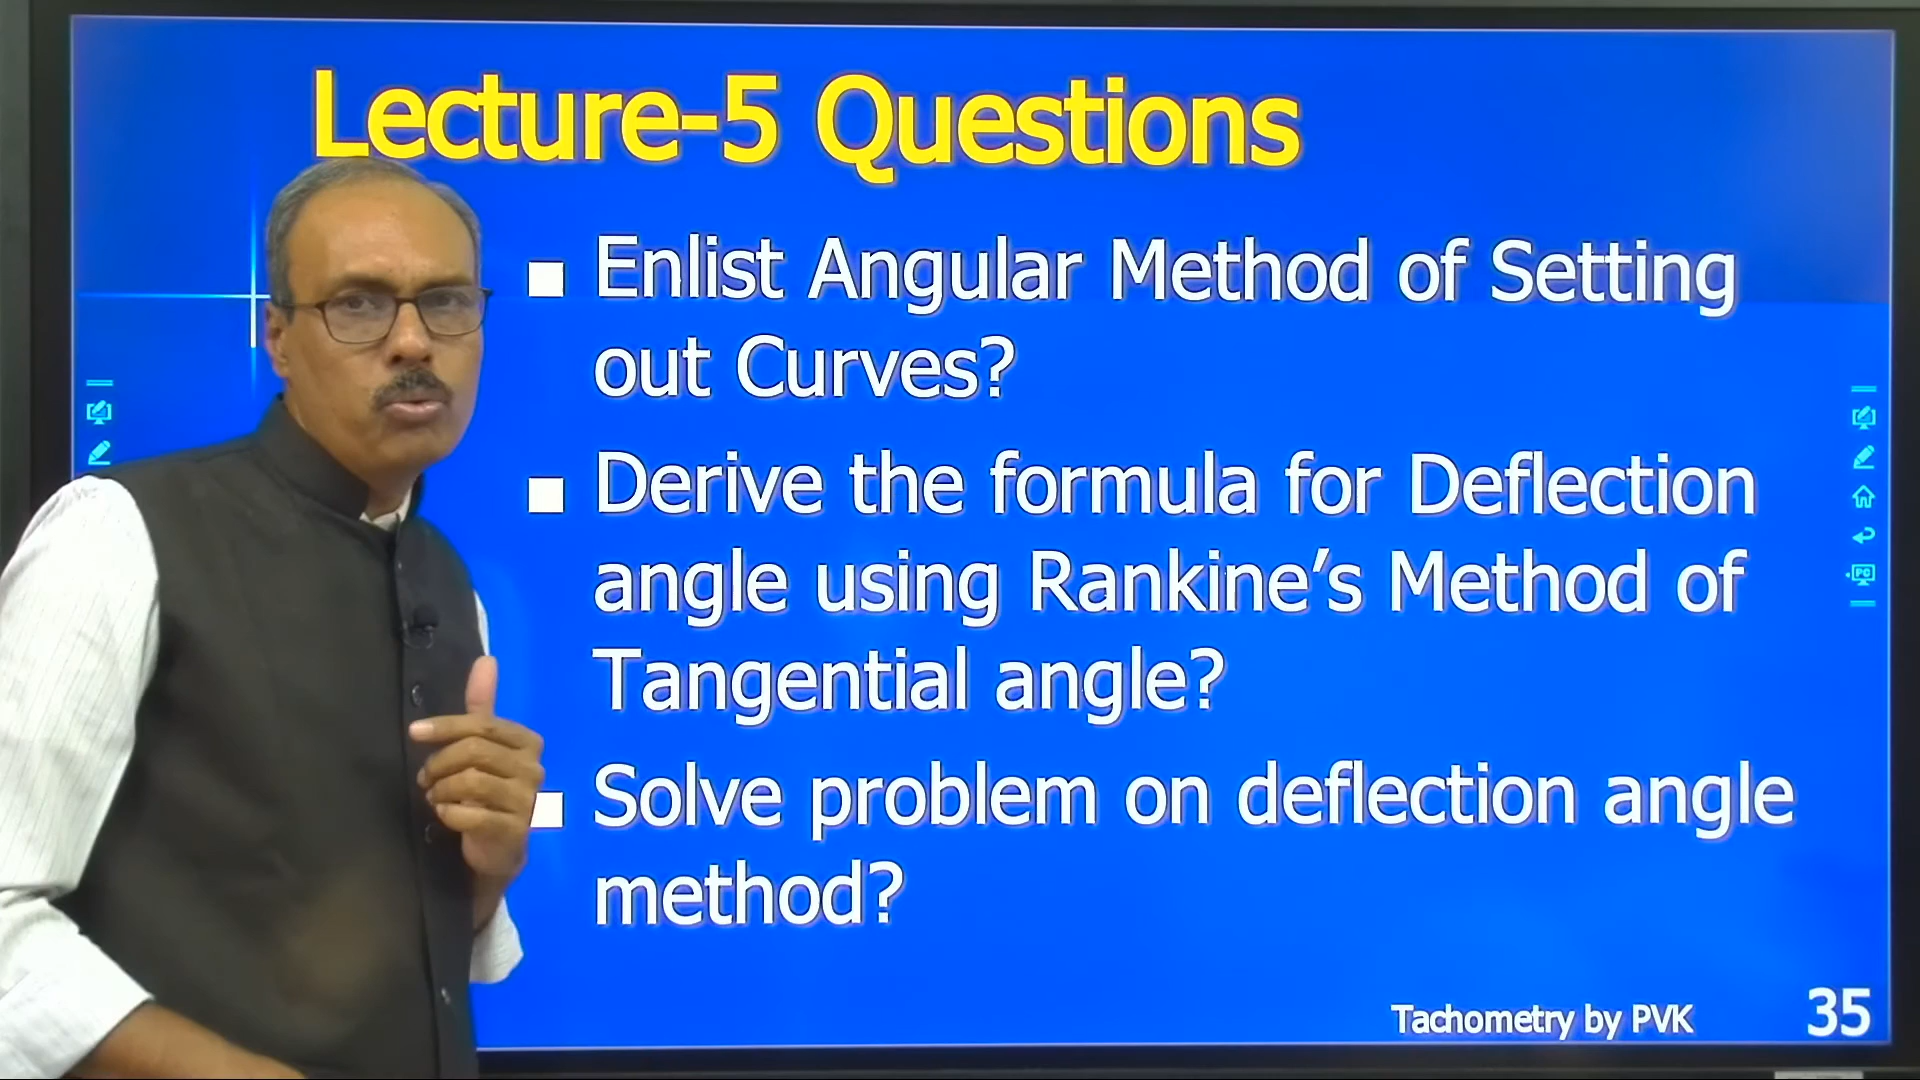 Lecture-5 Questions
Enlist Angular Method of Setting
out Curves?
Derive the formula for Deflection
angle using Rankine’s Method of
Tangential angle?
Solve problem on deflection angle
method?
Tachometry by PVK
35